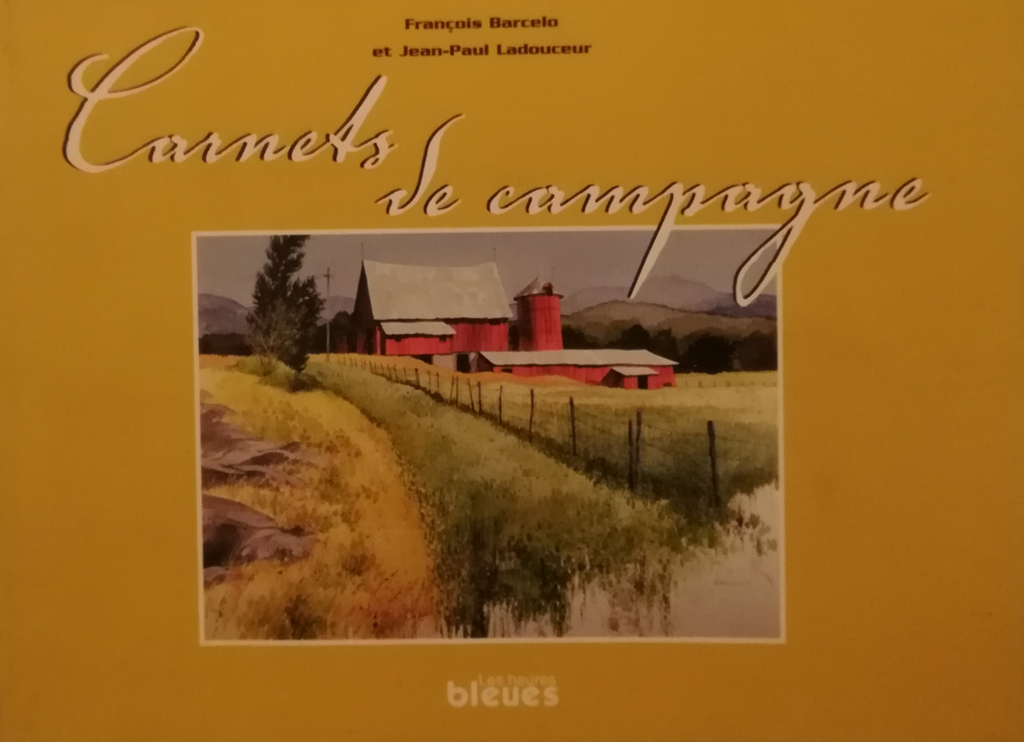 François Barcelo
et Jean-Paul Ladouceur
Carnets
de campagne
Les heures
bleues